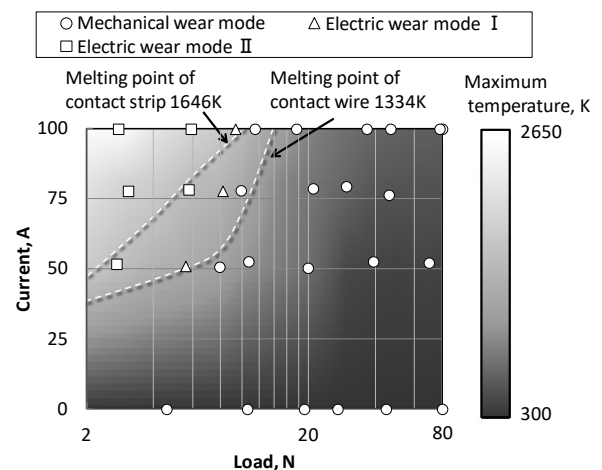 Mechanical wear mode
Electric wear mode Ⅰ
Electric wear mode Ⅱ
Melting point of
contact strip 1646K
Melting point of
contact wire 1334K
Maximum
temperature, K
100
75
50
25
0
Current, A
2
20
80
Load, N
2650
300